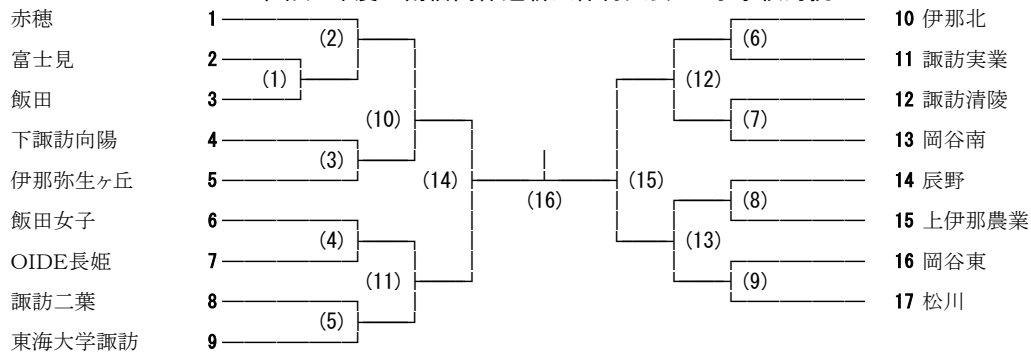 赤穂 1
富士見 2
飯田 3
下諏訪向陽 4
伊那弥生ヶ丘 5
飯田女子 6
OIDE長姫 7
諏訪二葉 8
東海大学諏訪 9
(1)
(2)
(3)
(4)
(5)
(10)
(11)
(14)
(16)
(15)
(12)
(13)
(6)
(7)
(8)
(9)
10 伊那北
11 諏訪実業
12 諏訪清陵
13 岡谷南
14 辰野
15 上伊那農業
16 岡谷東
17 松川